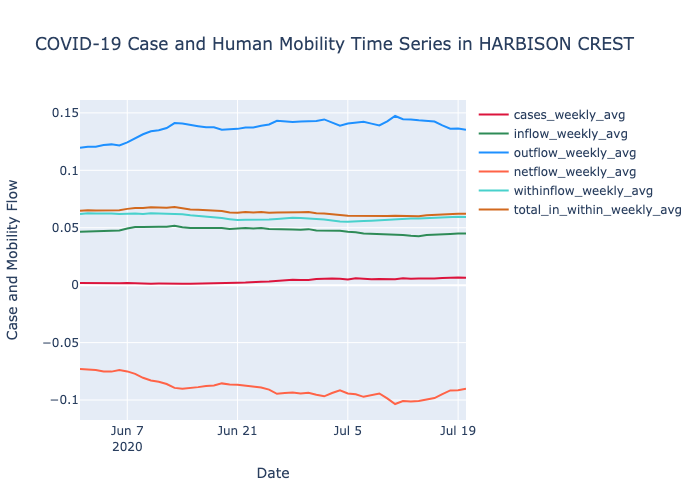 COVID-19 Case and Human Mobility Time Series in HARBISON CREST
cases_weekly_avg
inflow_weekly_avg
outflow_weekly_avg
netflow_weekly_avg
withinflow_weekly_avg
total_in_within_weekly_avg
Case and Mobility Flow
0.15
0.1
0.05
0
−0.05
−0.1
Jun 7
2020
Jun 21
Jul 5
Jul 19
Date